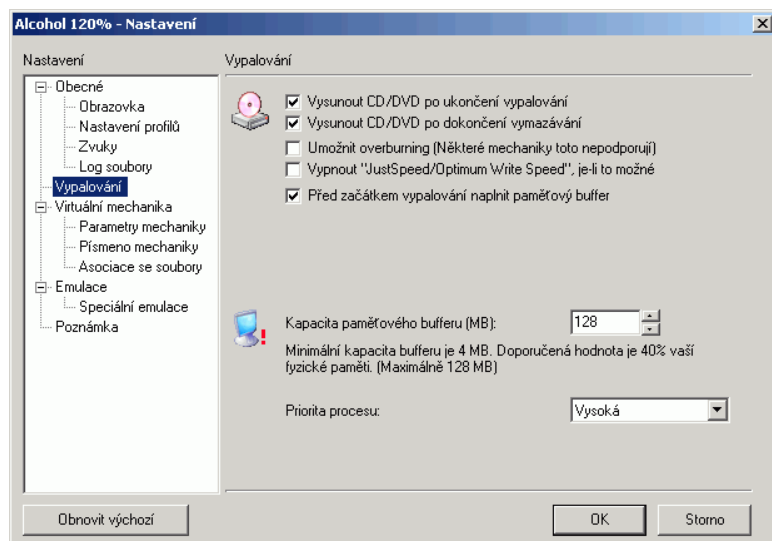 Alcohol 120% - Nastavení
Nastavení
Obecné
Obrazovka
Nastavení profilů
Zvuky
Log soubory
Vypalování
Virtuální mechanika
Parametry mechaniky
Písmeno mechaniky
Asociace se soubory
Emulace
Speciální emulace
Poznámka
Vypalování
Vysunout CD/DVD po ukončení vypalování
Vysunout CD/DVD po dokončení vymazávání
Umožnit overburning (Některé mechaniky toto nepodporují)
Vypnout "JustSpeed/Optimum Write Speed", je-li to možné
Před začátkem vypalování naplnit paměťový buffer
Kapacita paměťového bufferu (MB):
128
Minimální kapacita bufferu je 4 MB. Doporučená hodnota je 40% vaší
fyzické paměti. (Maximálně 128 MB)
Priorita procesu:
Vysoká
Obnovit výchozí
OK
Storno